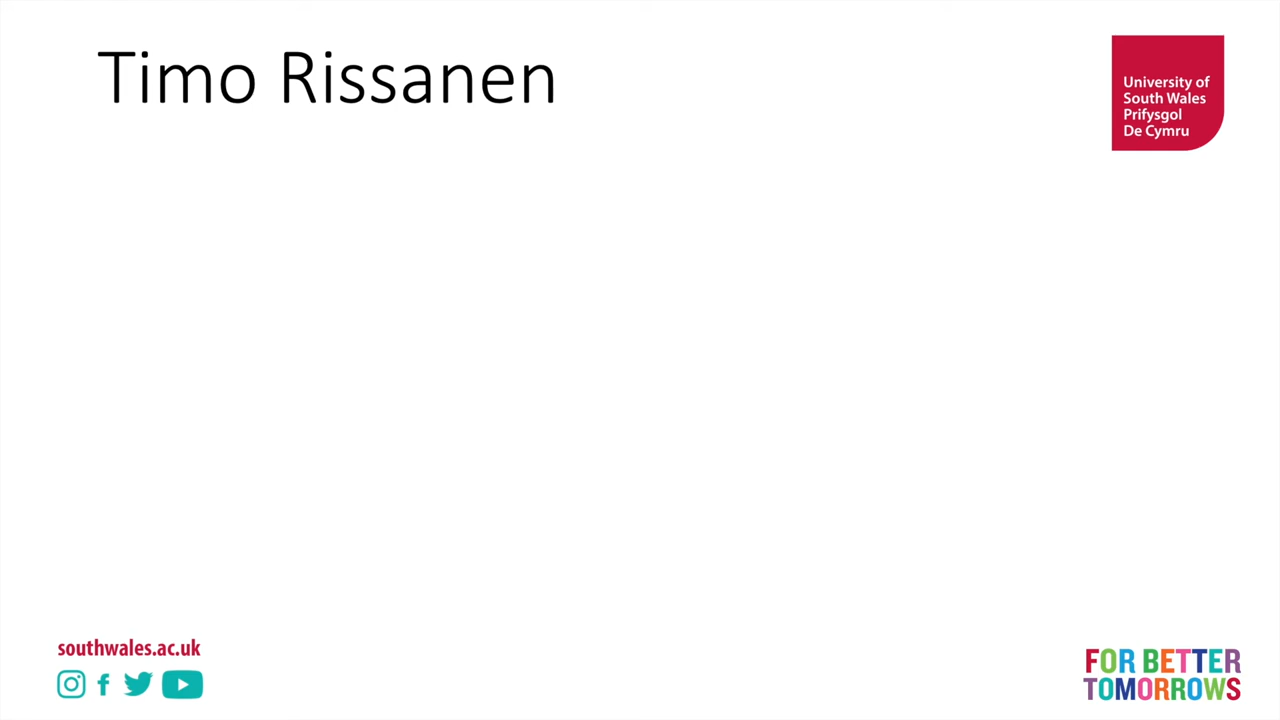 Timo Rissanen
University of
South Wales
Prifysgol
De Cymru
southwales.ac.uk
FOR BETTER
TOMORROWS